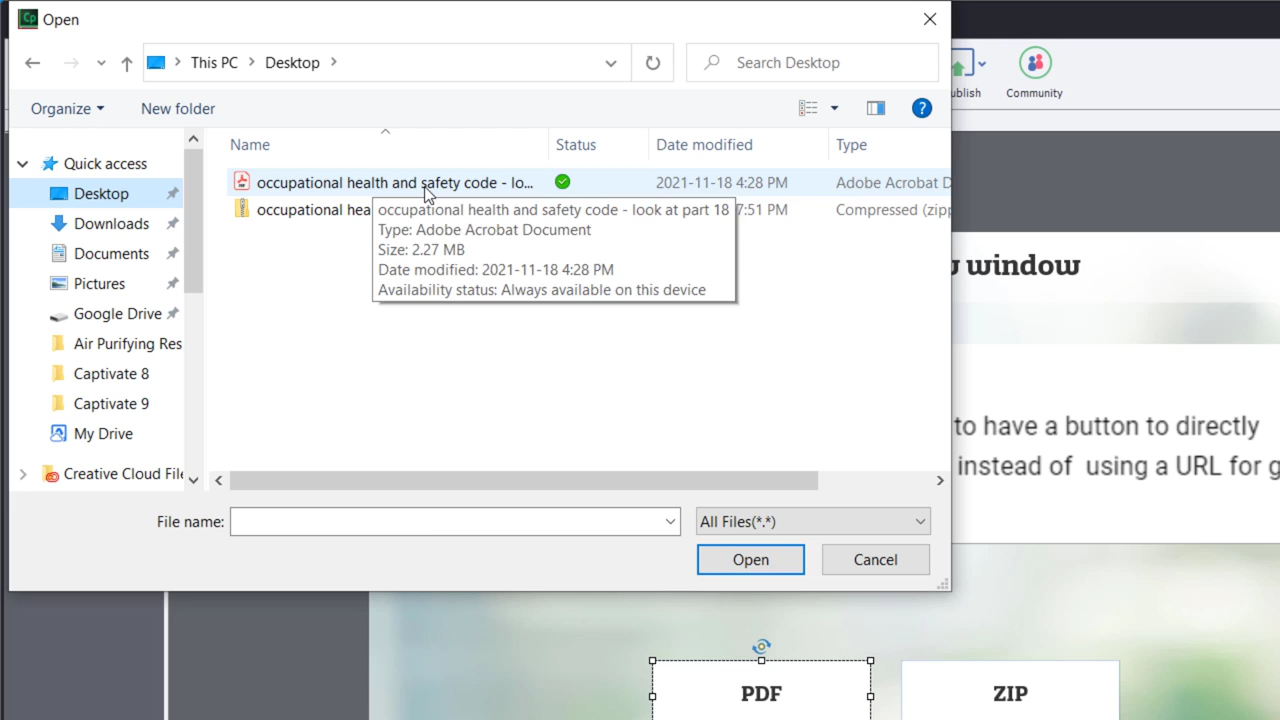 Cp Open
This PC Desktop
Search Desktop
ublish
Community
Organize
New folder
Name
Status
Date modified
Type
Quick access
Desktop
Downloads
Documents
Pictures
Google Drive
Air Purifying Res
Captivate 8
Captivate 9
My Drive
Creative Cloud File
occupational health and safety code - lo...
2021-11-18 4:28 PM
Adobe Acrobat D
occupational hea
7:51 PM
Compressed (zipp
occupational health and safety code - look at part 18
Type: Adobe Acrobat Document
Size: 2.27 MB
Date modified: 2021-11-18 4:28 PM
Availability status: Always available on this device
File name:
All Files(*.*)
Open
Cancel
window
to have a button to directly
instead of using a URL for g
PDF
ZIP